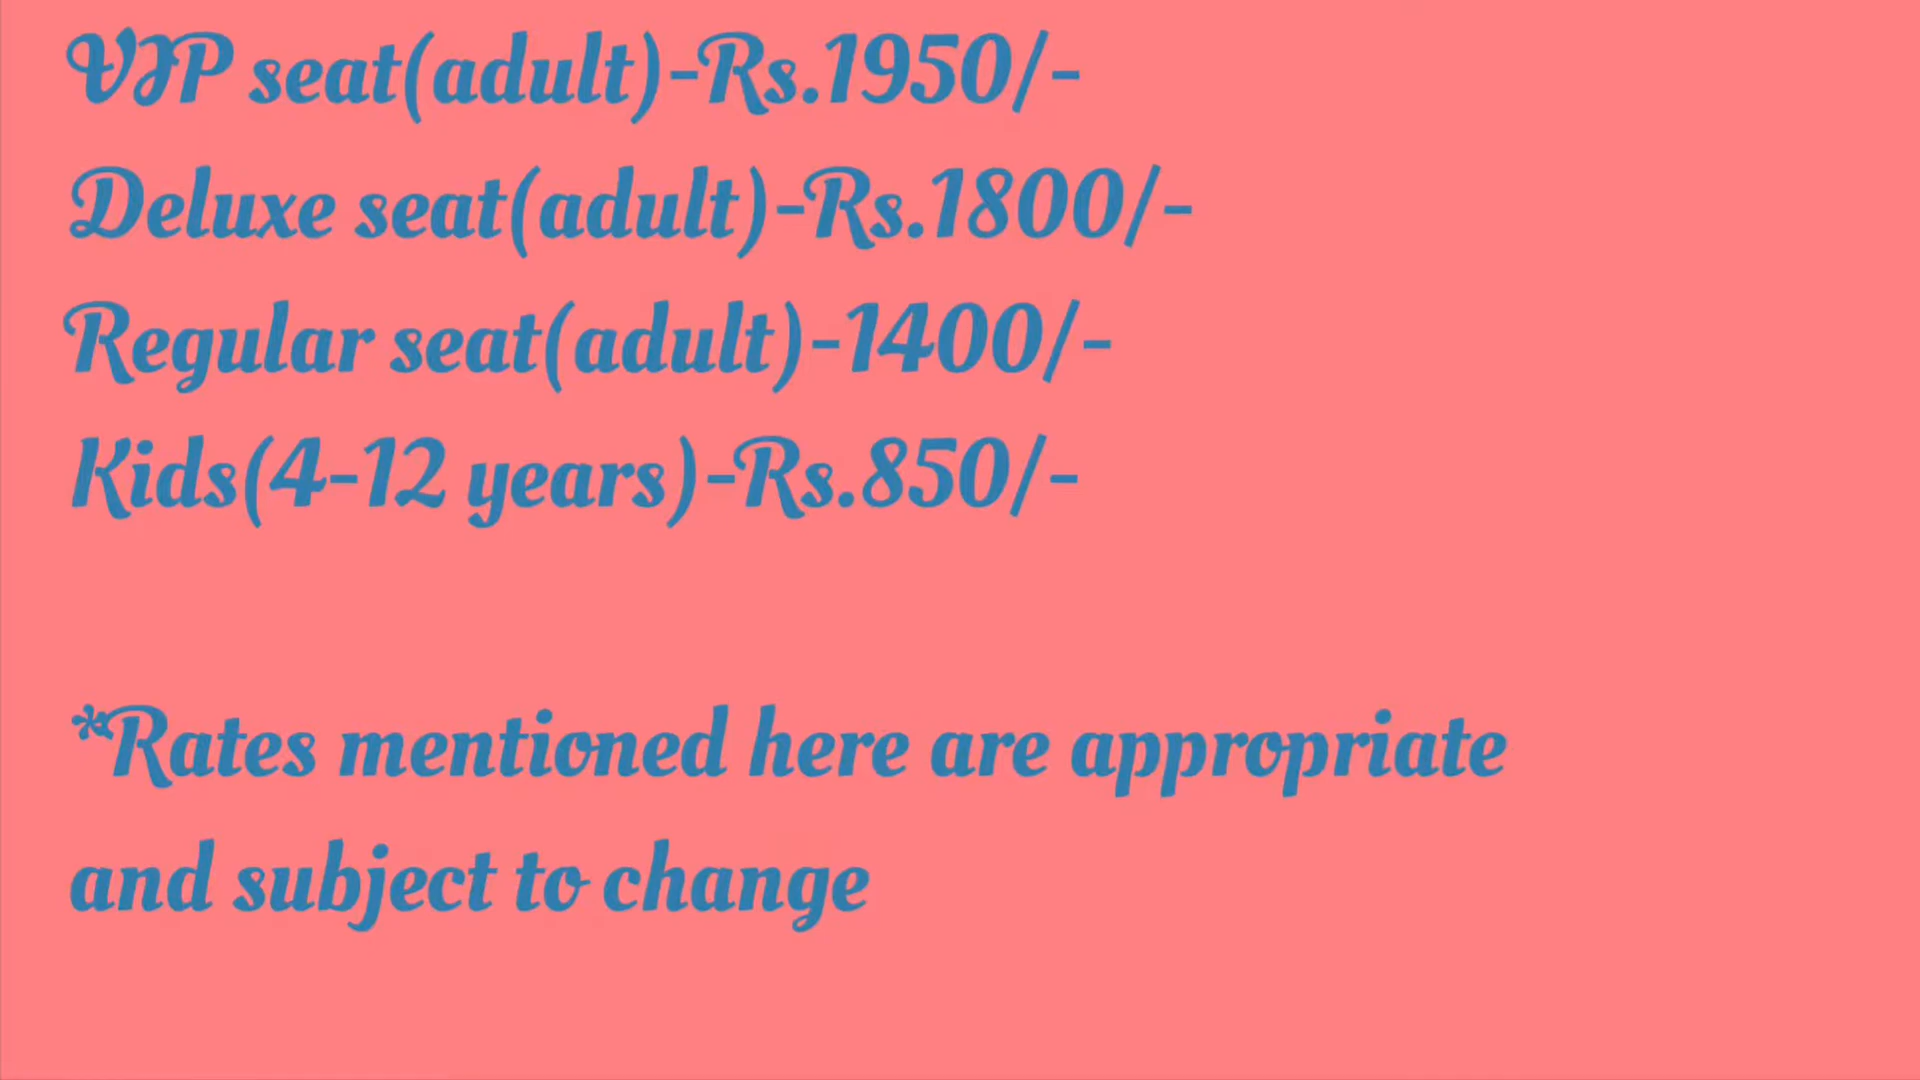 VIP seat(adult)-Rs.1950/-
Deluxe seat(adult)-Rs.1800/-
Regular seat(adult)-1400/-
Kids(4-12 years)-Rs.850/-
*Rates mentioned here are appropriate
and subject to change